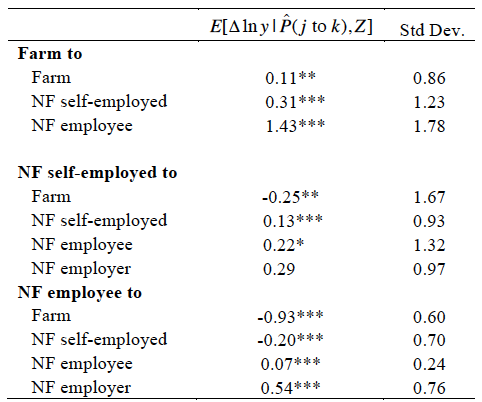 E[Δ ln y | P̂(j to k), Z] Std Dev.
Farm to
Farm 0.11** 0.86
NF self-employed 0.31*** 1.23
NF employee 1.43*** 1.78
NF self-employed to
Farm -0.25** 1.67
NF self-employed 0.13*** 0.93
NF employee 0.22* 1.32
NF employer 0.29 0.97
NF employee to
Farm -0.93*** 0.60
NF self-employed -0.20*** 0.70
NF employee 0.07*** 0.24
NF employer 0.54*** 0.76